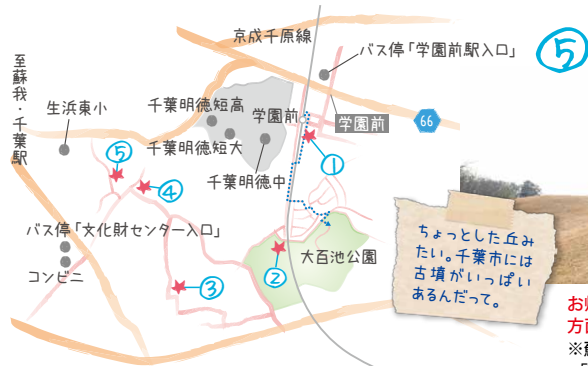 京成千原線
バス停「学園前駅入口」
⑤
至蘇我・千葉駅
生浜東小
千葉明徳短高
学園前
学園前
66
千葉明徳短大
①
⑤
④
千葉明徳中
バス停「文化財センター入口」
②
大百池公園
コンビニ
③
ちょっとした丘み
たい。千葉市には
古墳がいっぱい
あるんだって。
お
方面
※